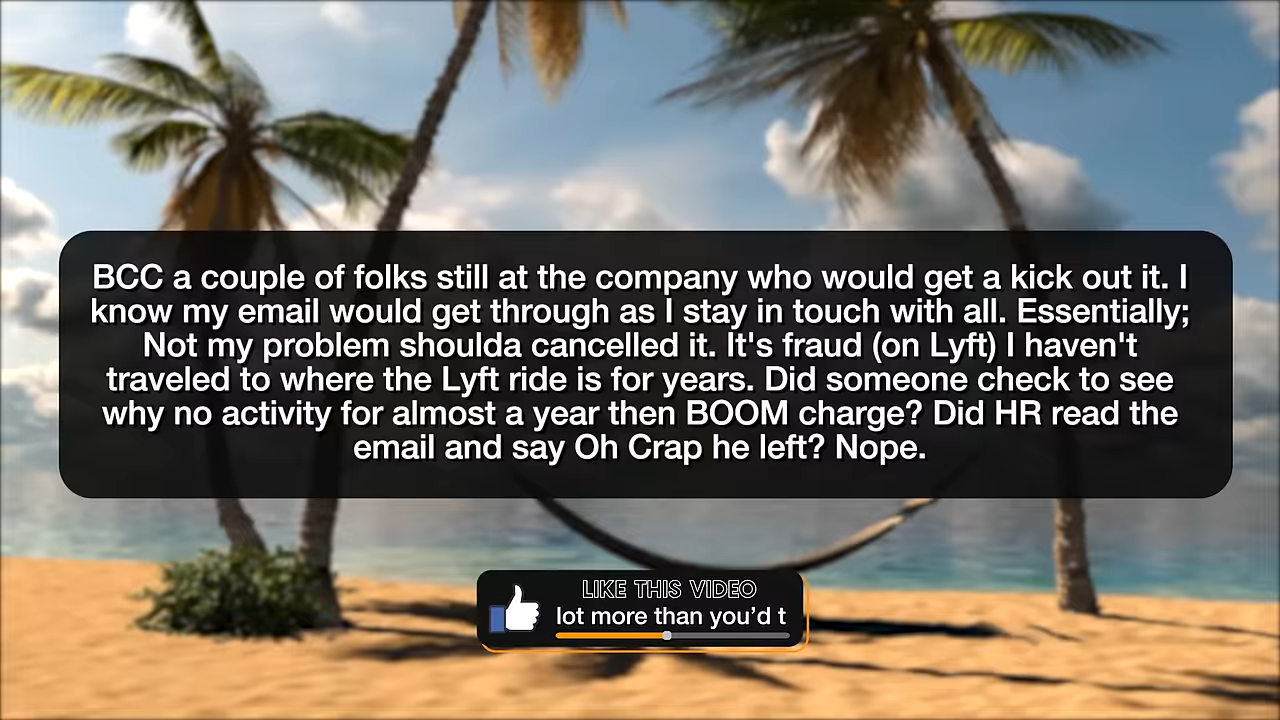 BCC a couple of folks still at the company who would get a kick out it. I
know my email would get through as I stay in touch with all. Essentially;
Not my problem shoulda cancelled it. It's fraud (on Lyft) I haven't
traveled to where the Lyft ride is for years. Did someone check to see
why no activity for almost a year then BOOM charge? Did HR read the
email and say Oh Crap he left? Nope.
LIKE THIS VIDEO
lot more than you'd t